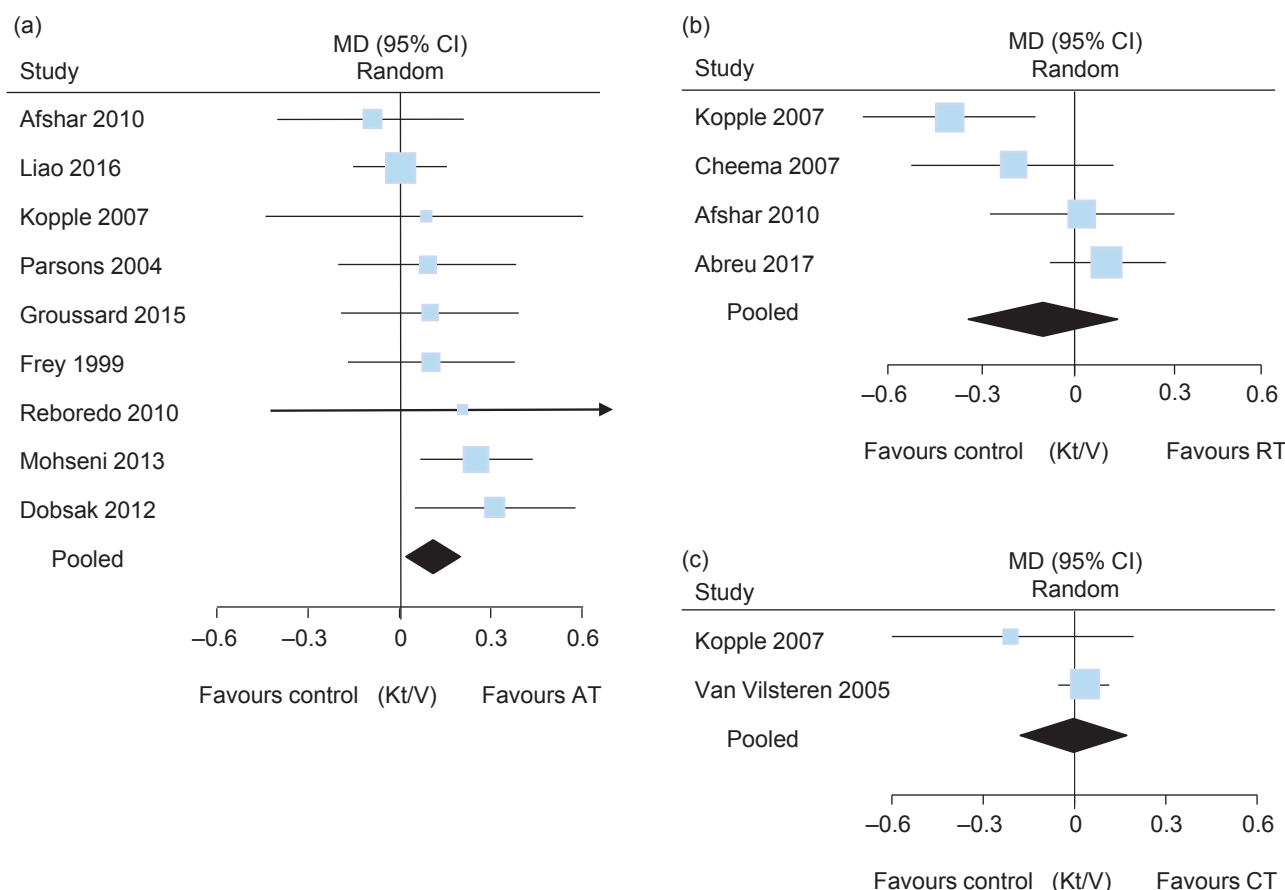 (a)
MD (95% CI)
Study Random
Afshar 2010
Liao 2016
Kopple 2007
Parsons 2004
Groussard 2015
Frey 1999
Reboredo 2010
Mohseni 2013
Dobsak 2012
Pooled
–0.6 –0.3 0 0.3 0.6
Favours control (Kt/V) Favours AT
(b)
MD (95% CI)
Study Random
Kopple 2007
Cheema 2007
Afshar 2010
Abreu 2017
Pooled
–0.6 –0.3 0 0.3 0.6
Favours control (Kt/V) Favours RT
(c)
MD (95% CI)
Study Random
Kopple 2007
Van Vilsteren 2005
Pooled
–0.6 –0.3 0 0.3 0.6
Favours control (Kt/V) Favours CT